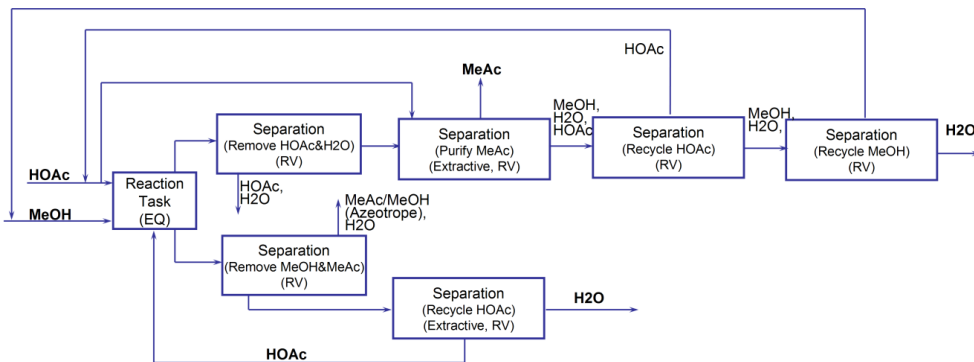 HOAc
MeAc
MeOH,
H2O,
HOAc
MeOH,
H2O,
H2O
Separation
(Remove HOAc&H2O)
(RV)
Separation
(Purify MeAc)
(Extractive, RV)
Separation
(Recycle HOAc)
(RV)
Separation
(Recycle MeOH)
(RV)
HOAc
MeOH
Reaction
Task
(EQ)
HOAc,
H2O
MeAc/MeOH
(Azeotrope),
H2O
Separation
(Remove MeOH&MeAc)
(RV)
Separation
(Recycle HOAc)
(Extractive, RV)
H2O
HOAc